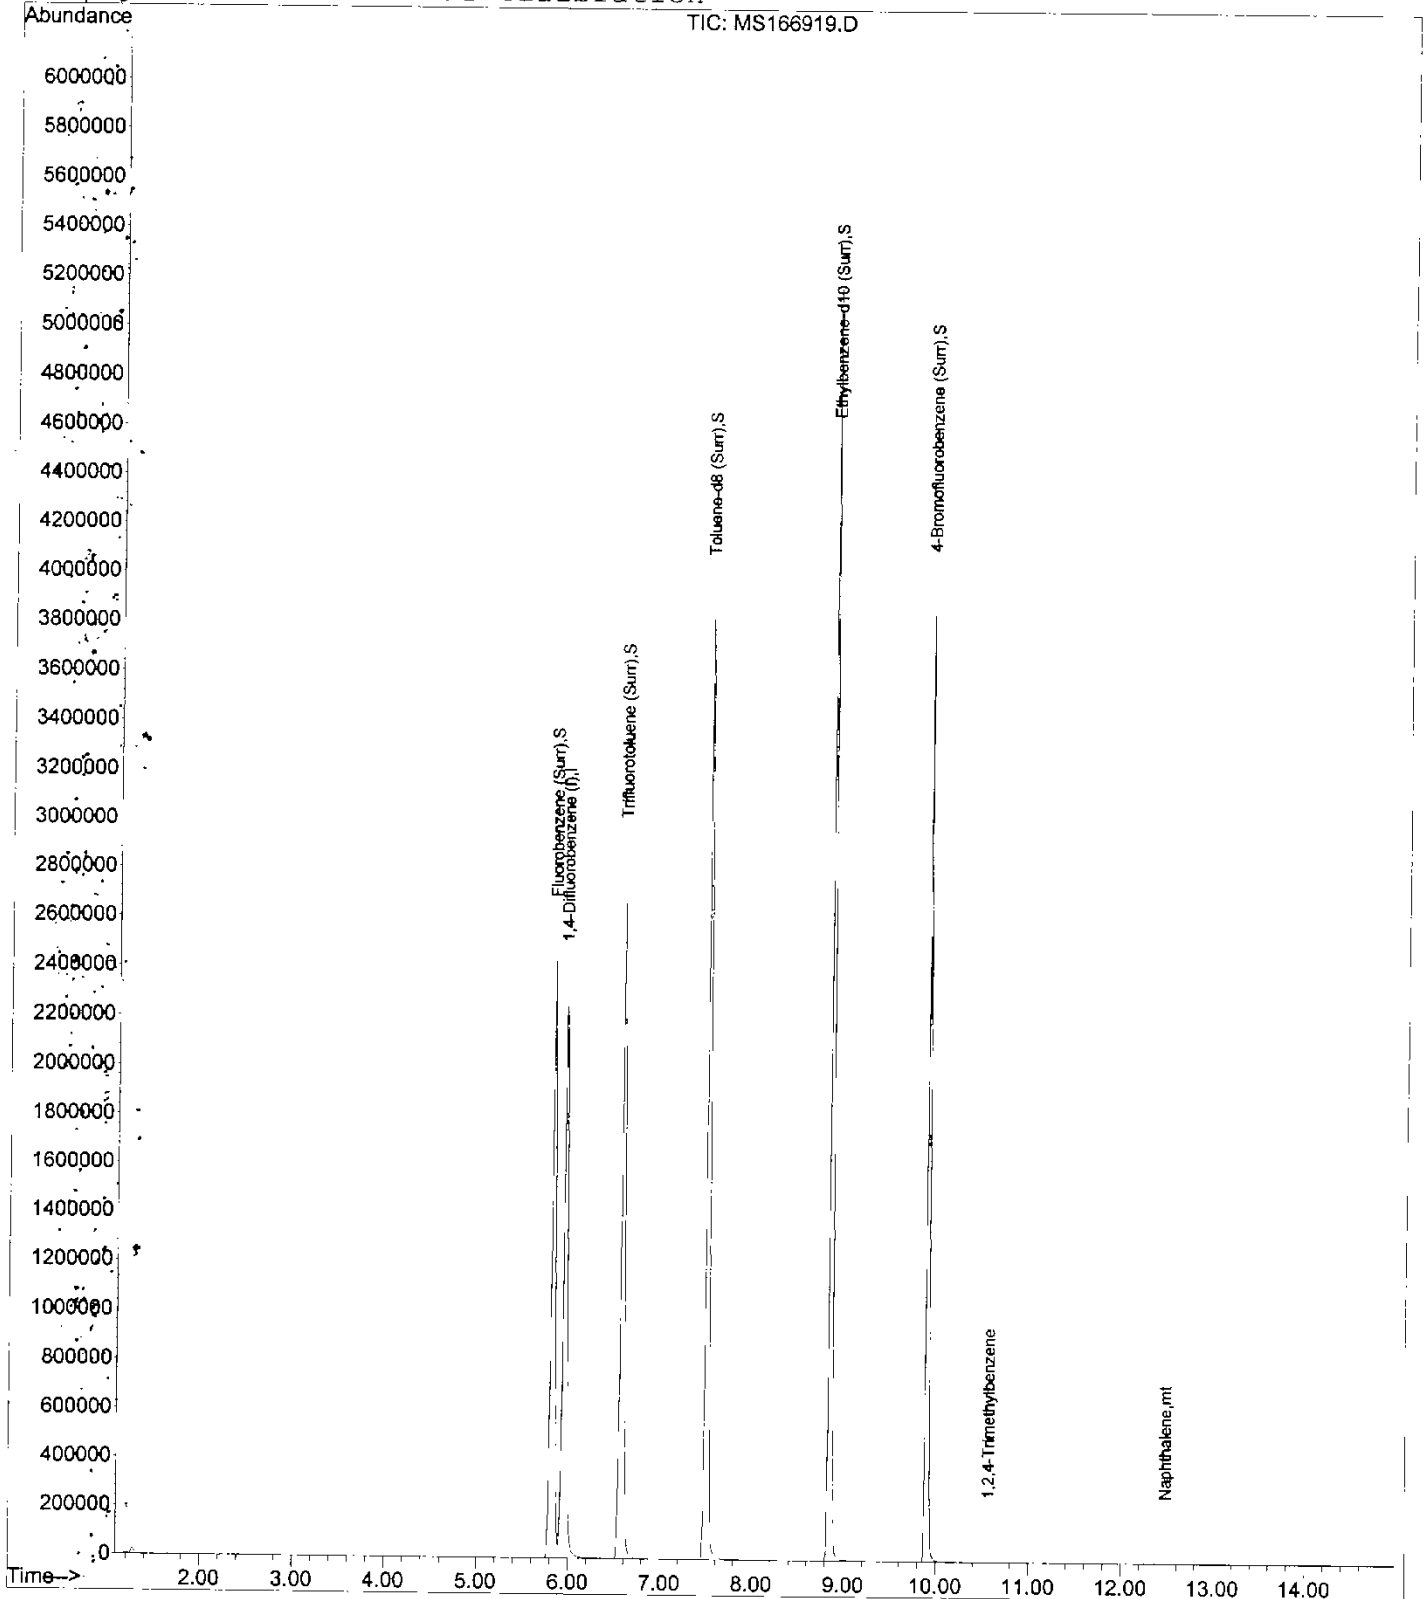 Abundance
TIC: MS166919.D
6000000
5800000
5600000
5400000
5200000
5000000
4800000
4600000
4400000
4200000
4000000
3800000
3600000
3400000
3200000
3000000
2800000
2600000
2400000
2200000
2000000
1800000
1600000
1400000
1200000
1000000
800000
600000
400000
200000
0
Fluorobenzene (Surr),S
1,4-Difluorobenzene (I),I
Trifluorotoluene (Surr),S
Toluene-d8 (Surr),S
Ethylbenzene-d10 (Surr),S
4-Bromofluorobenzene (Surr),S
1,2,4-Trimethylbenzene
Naphthalene,mt
Time-->
2.00 3.00 4.00 5.00 6.00 7.00 8.00 9.00 10.00 11.00 12.00 13.00 14.00